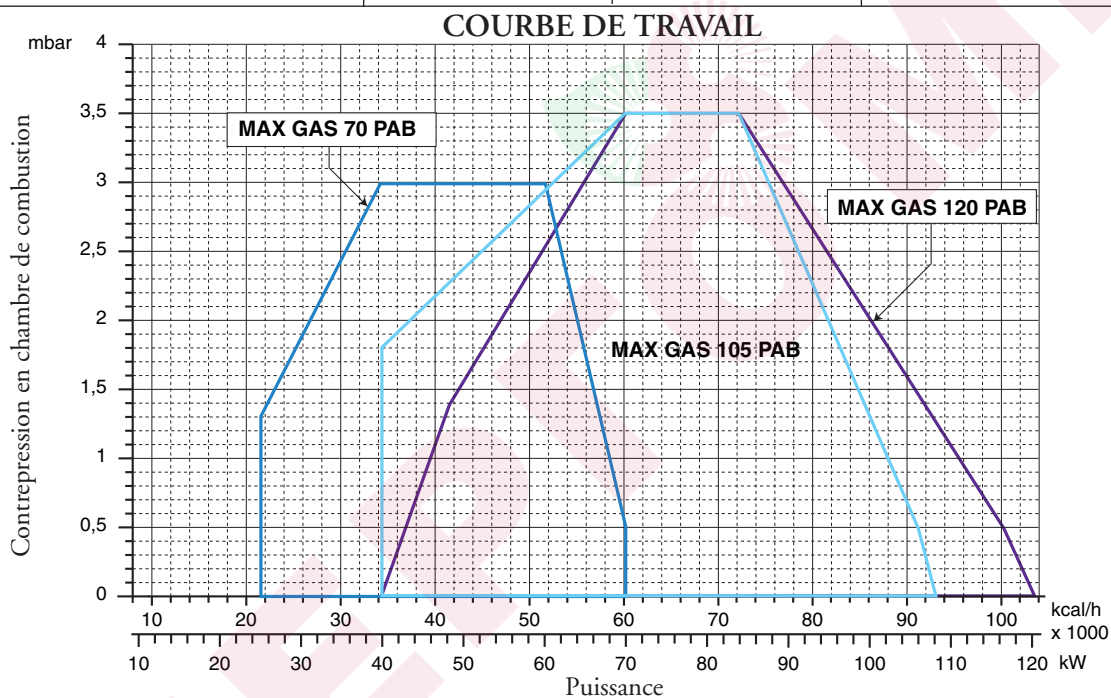 COURBE DE TRAVAIL
mbar
4
3,5
3
2,5
2
1,5
1
0,5
0
Contrepression en chambre de combustion
MAX GAS 70 PAB
MAX GAS 120 PAB
MAX GAS 105 PAB
10 20 30 40 50 60 70 80 90 100 kcal/h
x 1000
10 20 30 40 50 60 70 80 90 100 110 120 kW
Puissance